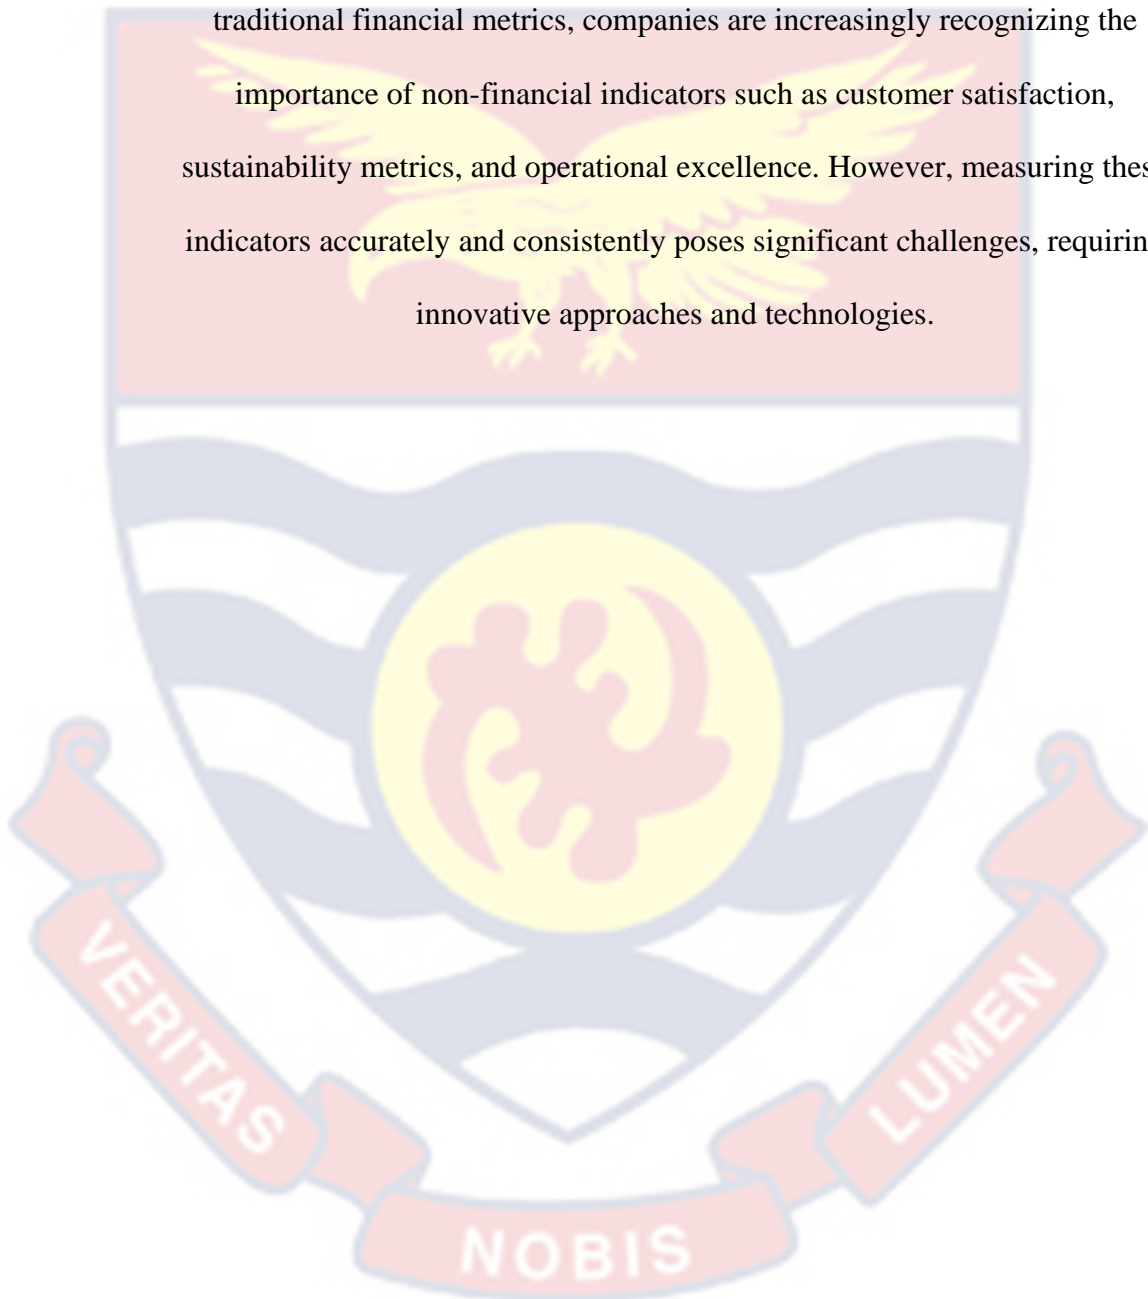 traditional financial metrics, companies are increasingly recognizing the
importance of non-financial indicators such as customer satisfaction,
sustainability metrics, and operational excellence. However, measuring thes
indicators accurately and consistently poses significant challenges, requirin
innovative approaches and technologies.
VERITAS
NOBIS
LUMEN